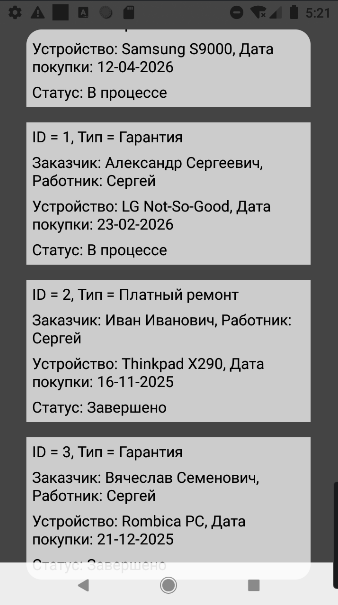 5:21
Устройство: Samsung S9000, Дата
покупки: 12-04-2026
Статус: В процессе
ID = 1, Тип = Гарантия
Заказчик: Александр Сергеевич,
Работник: Сергей
Устройство: LG Not-So-Good, Дата
покупки: 23-02-2026
Статус: В процессе
ID = 2, Тип = Платный ремонт
Заказчик: Иван Иванович, Работник:
Сергей
Устройство: Thinkpad X290, Дата
покупки: 16-11-2025
Статус: Завершено
ID = 3, Тип = Гарантия
Заказчик: Вячеслав Семенович,
Работник: Сергей
Устройство: Rombica PC, Дата
покупки: 21-12-2025
Статус: Завершено